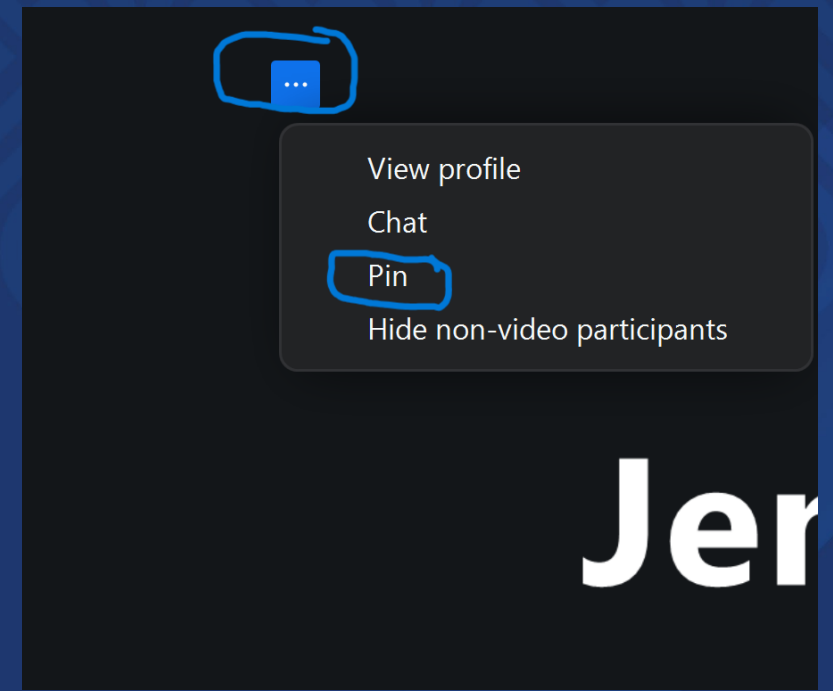 ...
View profile
Chat
Pin
Hide non-video participants
Jer